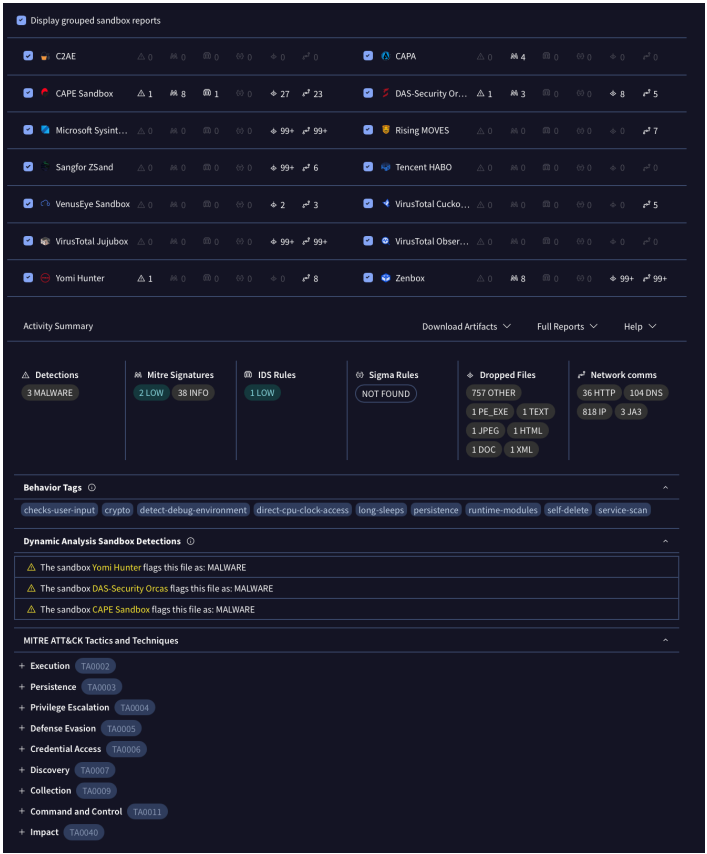 Display grouped sandbox reports
C2AE 0 0 0 0 0 0 CAPA 0 4 0 0 0 0
CAPE Sandbox 1 8 1 0 27 23 DAS-Security Or... 1 3 0 0 8 5
Microsoft Sysint... 0 0 0 0 99+ 99+ Rising MOVES 0 0 0 0 0 7
Sangfor ZSand 0 0 0 0 99+ 6 Tencent HABO 0 0 0 0 0 0
VenusEye Sandbox 0 0 0 0 2 3 VirusTotal Cucko... 0 0 0 0 0 5
VirusTotal Jujubox 0 0 0 0 99+ 99+ VirusTotal Obser... 0 0 0 0 0 0
Yomi Hunter 1 0 0 0 0 8 Zenbox 0 8 0 0 99+ 99+
Activity Summary Download Artifacts Full Reports Help
Detections Mitre Signatures IDS Rules Sigma Rules Dropped Files Network comms
3 MALWARE 2 LOW 38 INFO 1 LOW NOT FOUND 757 OTHER 36 HTTP 104 DNS
1 PE_EXE 1 TEXT 818 IP 3 JA3
1 JPEG 1 HTML
1 DOC 1 XML
Behavior Tags
checks-user-input crypto detect-debug-environment direct-cpu-clock-access long-sleeps persistence runtime-modules self-delete service-scan
Dynamic Analysis Sandbox Detections
The sandbox Yomi Hunter flags this file as: MALWARE
The sandbox DAS-Security Orcas flags this file as: MALWARE
The sandbox CAPE Sandbox flags this file as: MALWARE
MITRE ATT&CK Tactics and Techniques
+ Execution TA0002
+ Persistence TA0003
+ Privilege Escalation TA0004
+ Defense Evasion TA0005
+ Credential Access TA0006
+ Discovery TA0007
+ Collection TA0009
+ Command and Control TA0011
+ Impact TA0040